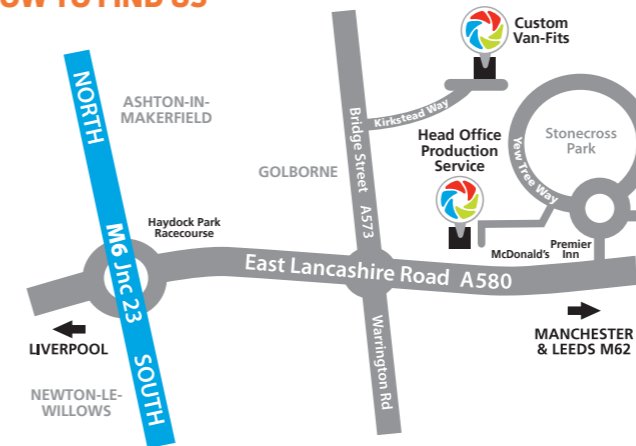 HOW TO FIND US
Custom
Van-Fits
NORTH
ASHTON-IN-
MAKERFIELD
Bridge Street A573
Kirkstead Way
Head Office
Production
Service
Stonecross
Park
Yew Tree Way
GOLBORNE
Haydock Park
Racecourse
M6 Jnc 23
East Lancashire Road A580
McDonald's
Premier
Inn
LIVERPOOL
Warrington Rd
MANCHESTER
& LEEDS M62
SOUTH
NEWTON-LE-
WILLOWS